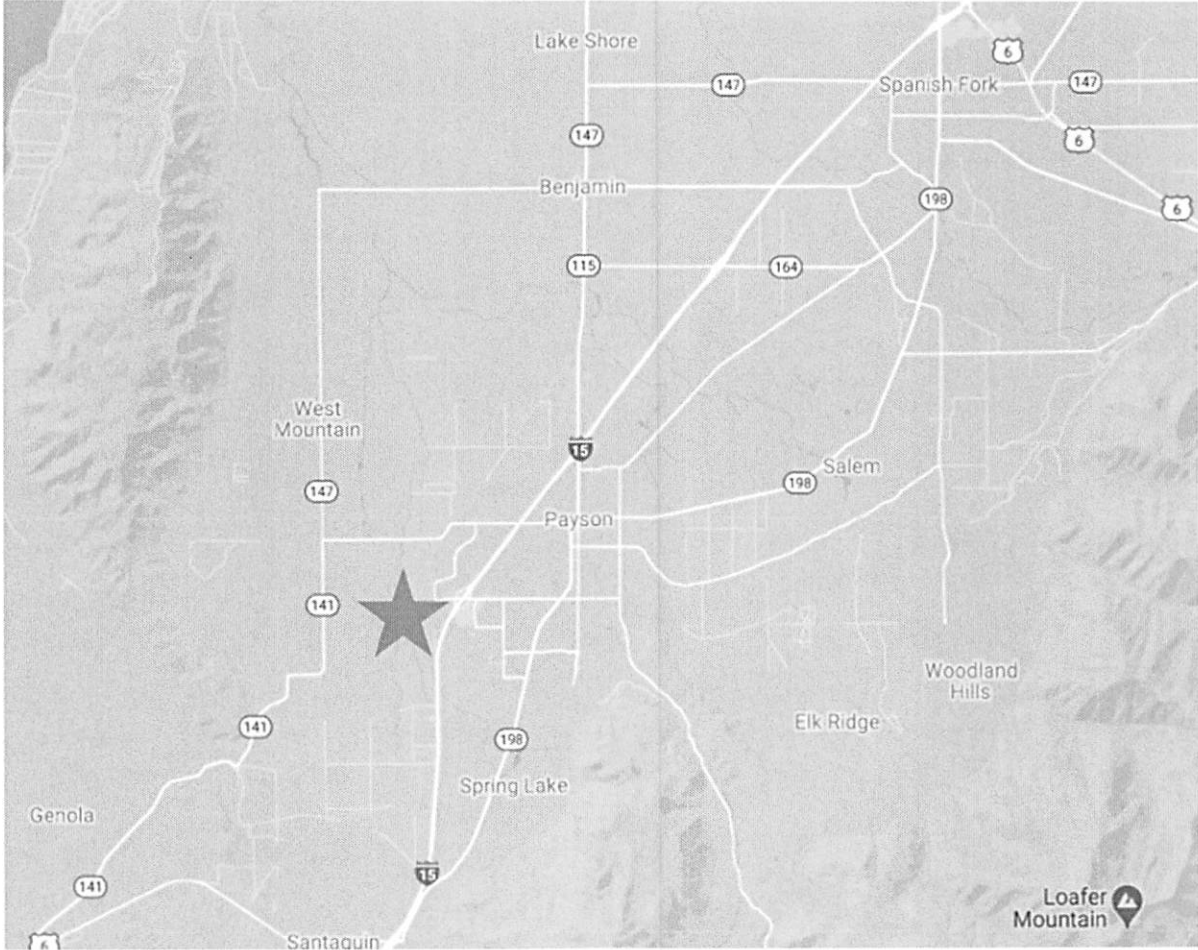 Lake Shore
6
147
Spanish Fork
147
147
6
Benjamin
198
6
115
164
West
Mountain
15
Salem
147
198
Payson
141
Woodland
Hills
141
Elk Ridge
198
Spring Lake
Genola
15
141
Loafer
Mountain
6
Santaquin